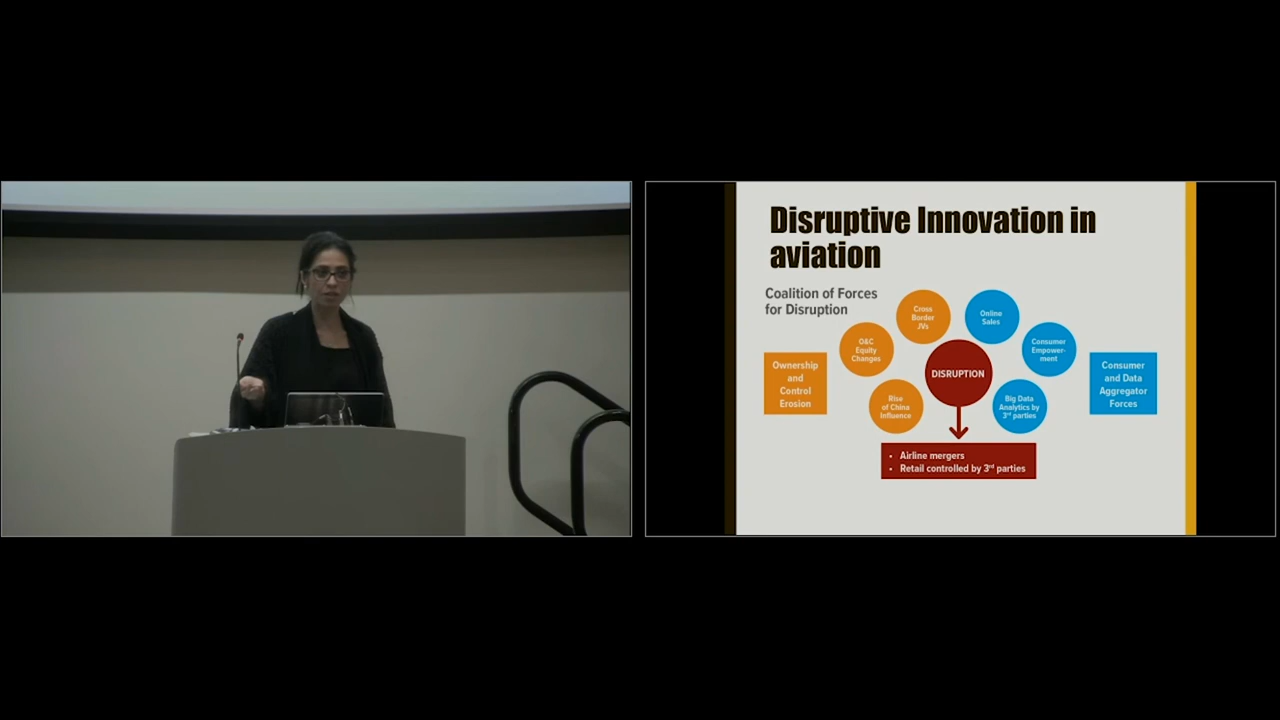 Disruptive Innovation in
aviation
Coalition of Forces
for Disruption
Cross
Border
JVs
Online
Sales
O&C
Equity
Changes
Consumer
Empower-
ment
Ownership
and
Control
Erosion
DISRUPTION
Consumer
and Data
Aggregator
Forces
Rise
of China
Influence
Big Data
Analytics by
3rd parties
• Airline mergers
• Retail controlled by 3rd parties